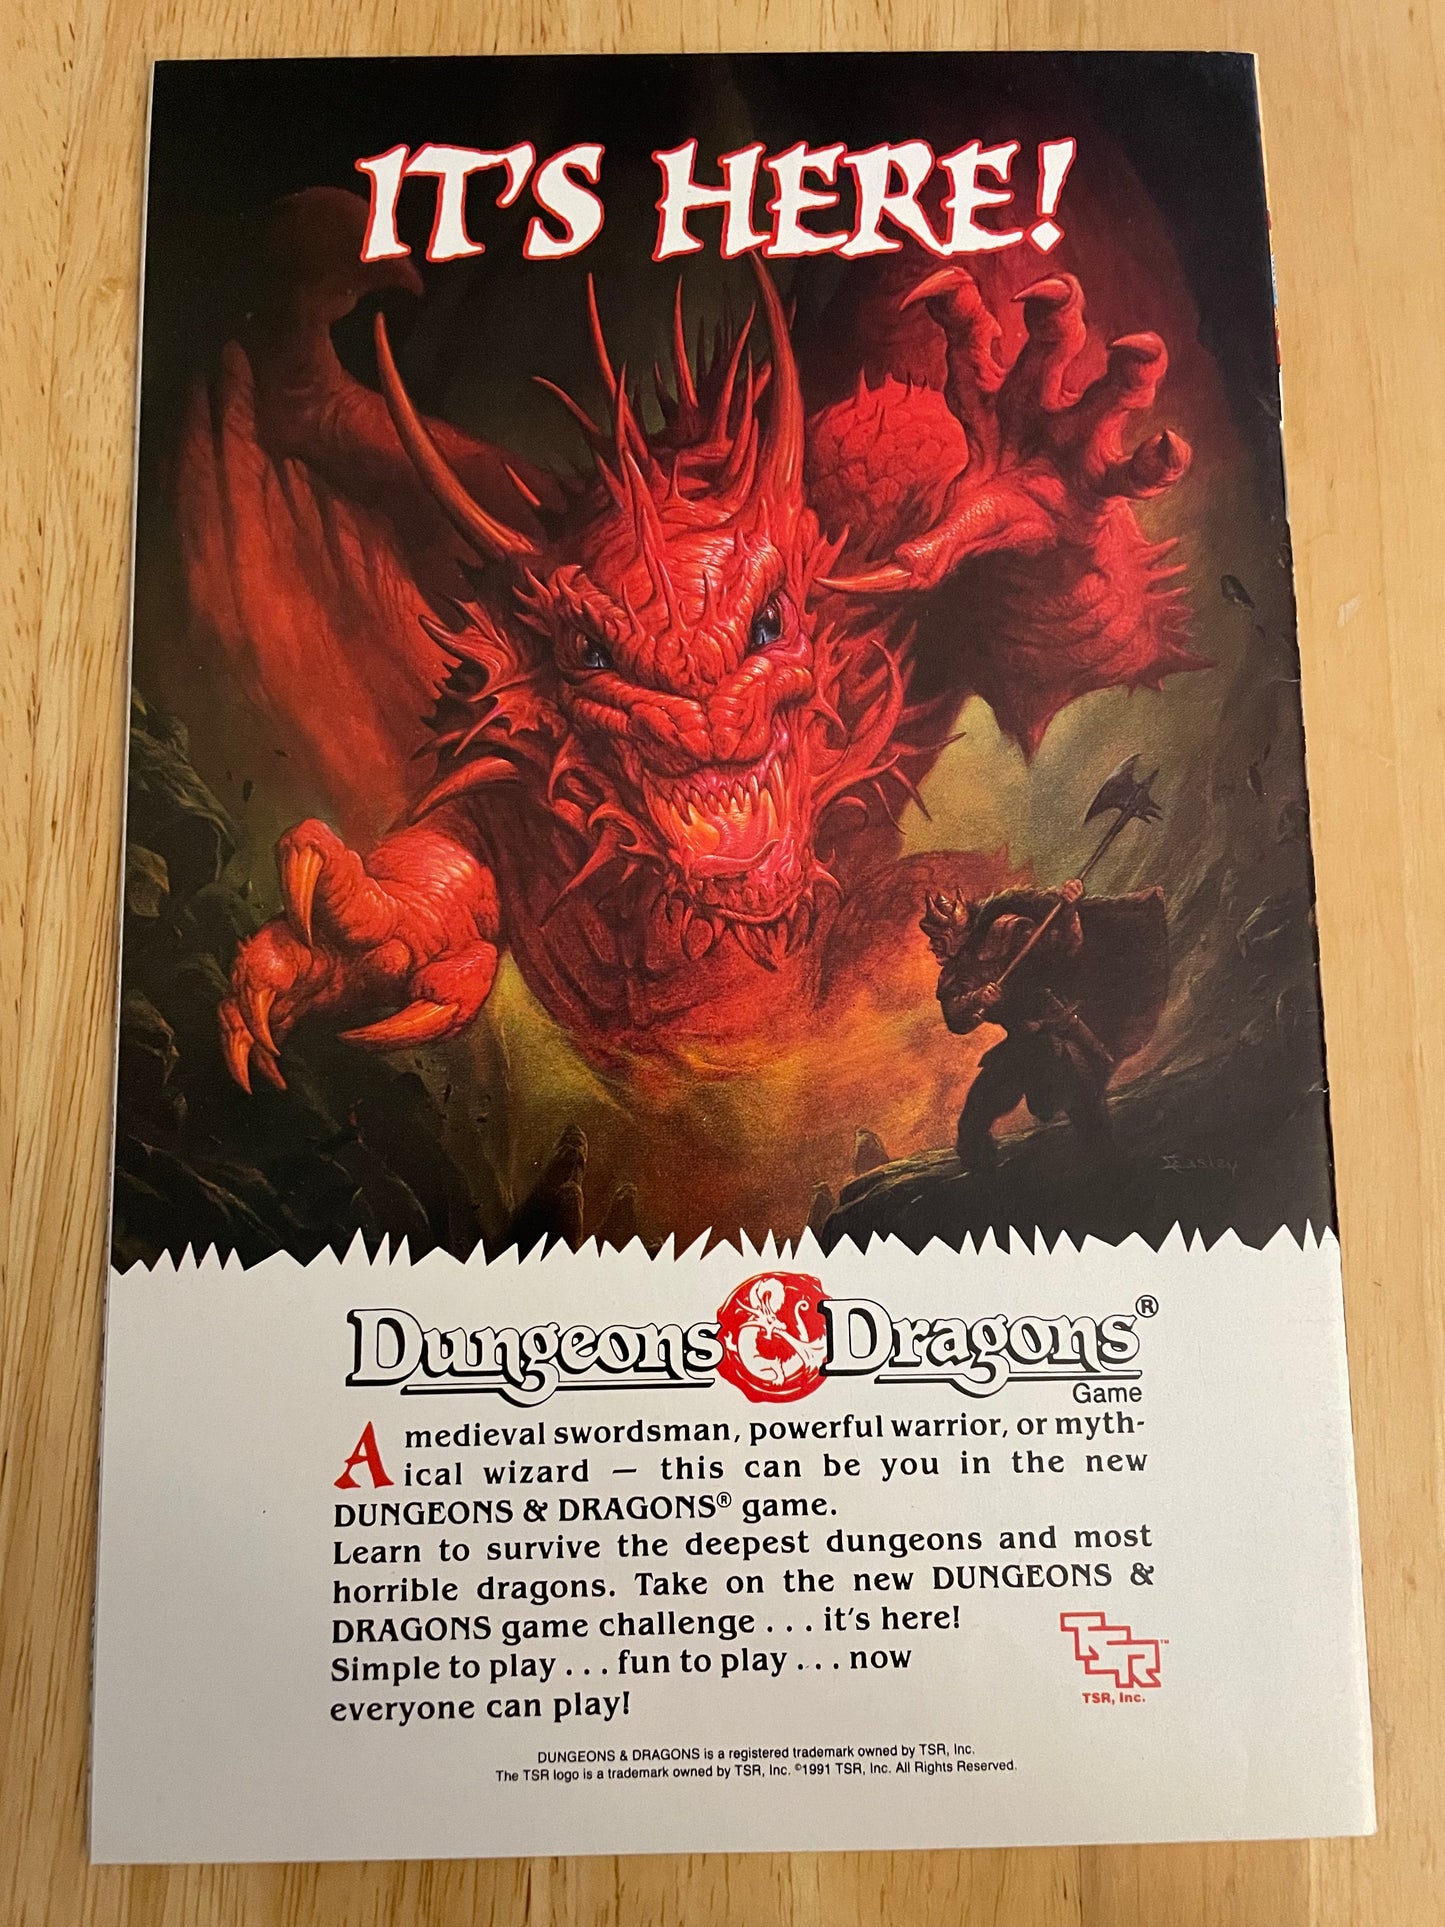 IT'S HERE!
Easley
Dungeons & Dragons®
Game
A medieval swordsman, powerful warrior, or myth-
ical wizard — this can be you in the new
DUNGEONS & DRAGONS® game.
Learn to survive the deepest dungeons and most
horrible dragons. Take on the new DUNGEONS &
DRAGONS game challenge . . . it's here!
Simple to play . . . fun to play . . . now
everyone can play!
TSR™
TSR, Inc.
DUNGEONS & DRAGONS is a registered trademark owned by TSR, Inc.
The TSR logo is a trademark owned by TSR, Inc. ©1991 TSR, Inc. All Rights Reserved.